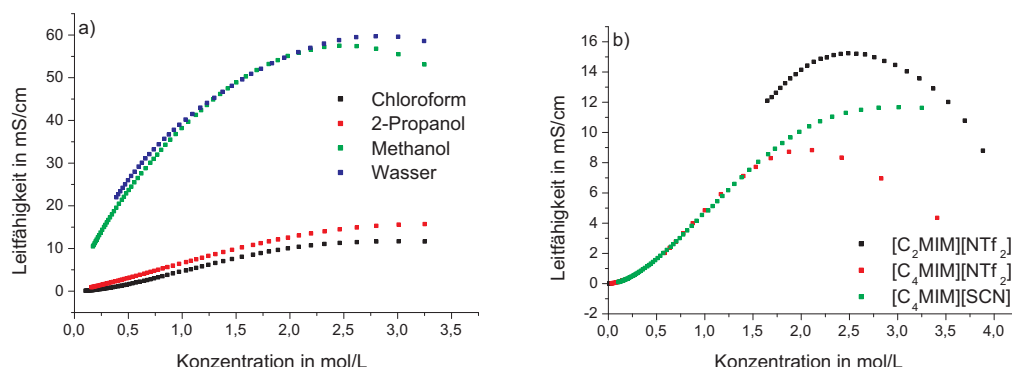 a)
Leitfähigkeit in mS/cm
60
50
40
30
20
10
0
Chloroform
2-Propanol
Methanol
Wasser
0,0 0,5 1,0 1,5 2,0 2,5 3,0 3,5
Konzentration in mol/L
b)
Leitfähigkeit in mS/cm
16
14
12
10
8
6
4
2
0
-2
[C₂MIM][NTf₂]
[C₄MIM][NTf₂]
[C₄MIM][SCN]
0,0 0,5 1,0 1,5 2,0 2,5 3,0 3,5 4,0
Konzentration in mol/L